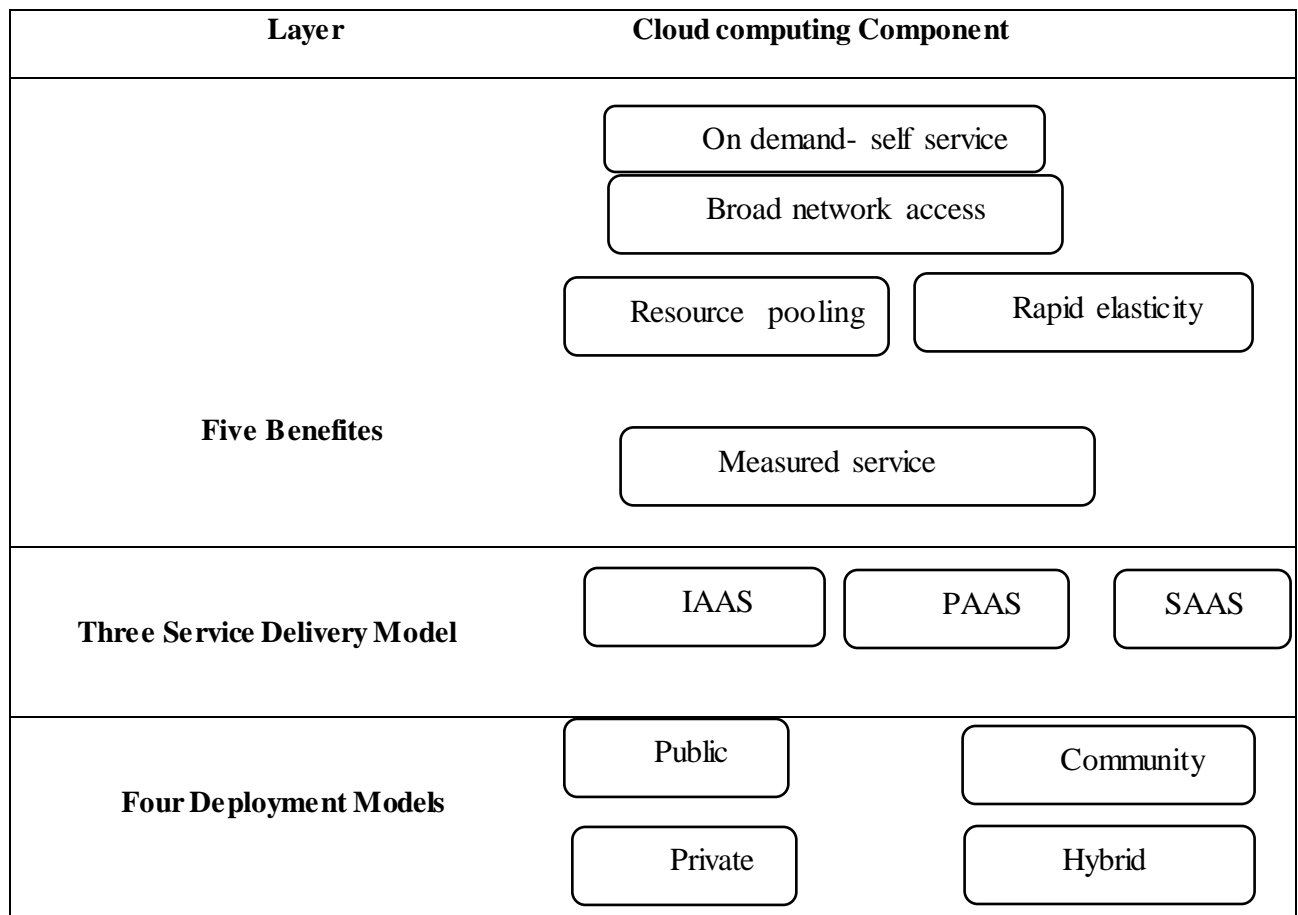 Layer Cloud computing Component
On demand- self service
Broad network access
Resource pooling Rapid elasticity
Five Benefites
Measured service
IAAS PAAS SAAS
Three Service Delivery Model
Public Community
Four Deployment Models
Private Hybrid